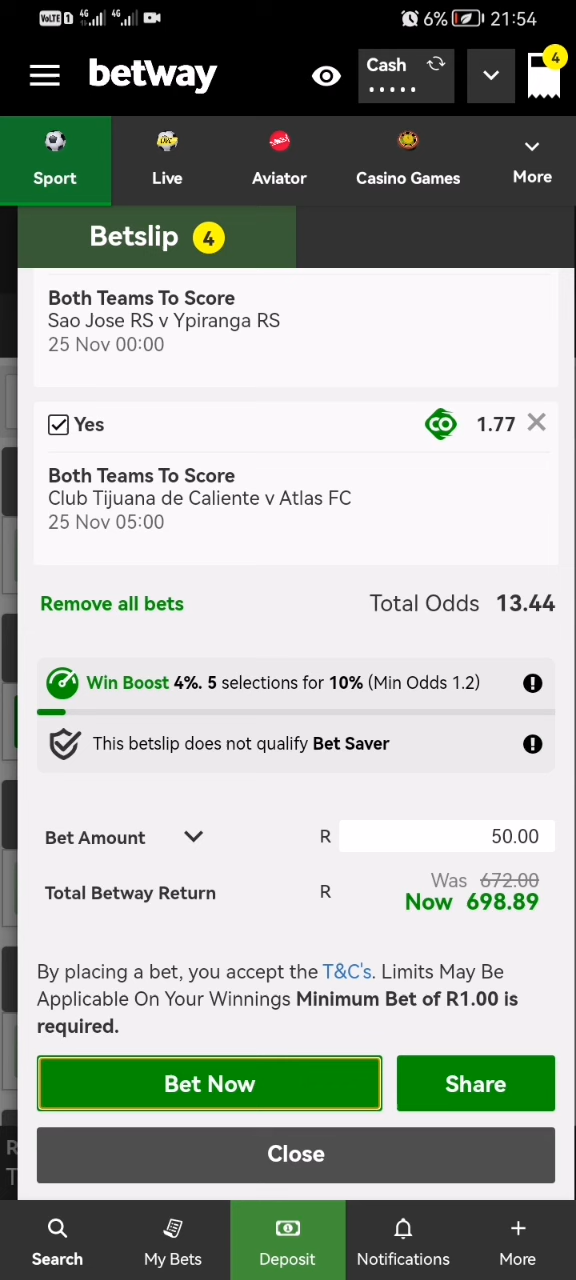 VoLTE 1 4G 4G 6% 21:54
betway Cash 4
Sport Live Aviator Casino Games More
Betslip 4
Both Teams To Score
Sao Jose RS v Ypiranga RS
25 Nov 00:00
Yes CO 1.77
Both Teams To Score
Club Tijuana de Caliente v Atlas FC
25 Nov 05:00
Remove all bets Total Odds 13.44
Win Boost 4%. 5 selections for 10% (Min Odds 1.2)
This betslip does not qualify Bet Saver
Bet Amount R 50.00
Was 672.00
Total Betway Return R Now 698.89
By placing a bet, you accept the T&C's. Limits May Be
Applicable On Your Winnings Minimum Bet of R1.00 is
required.
Bet Now Share
Close
Search My Bets Deposit Notifications More